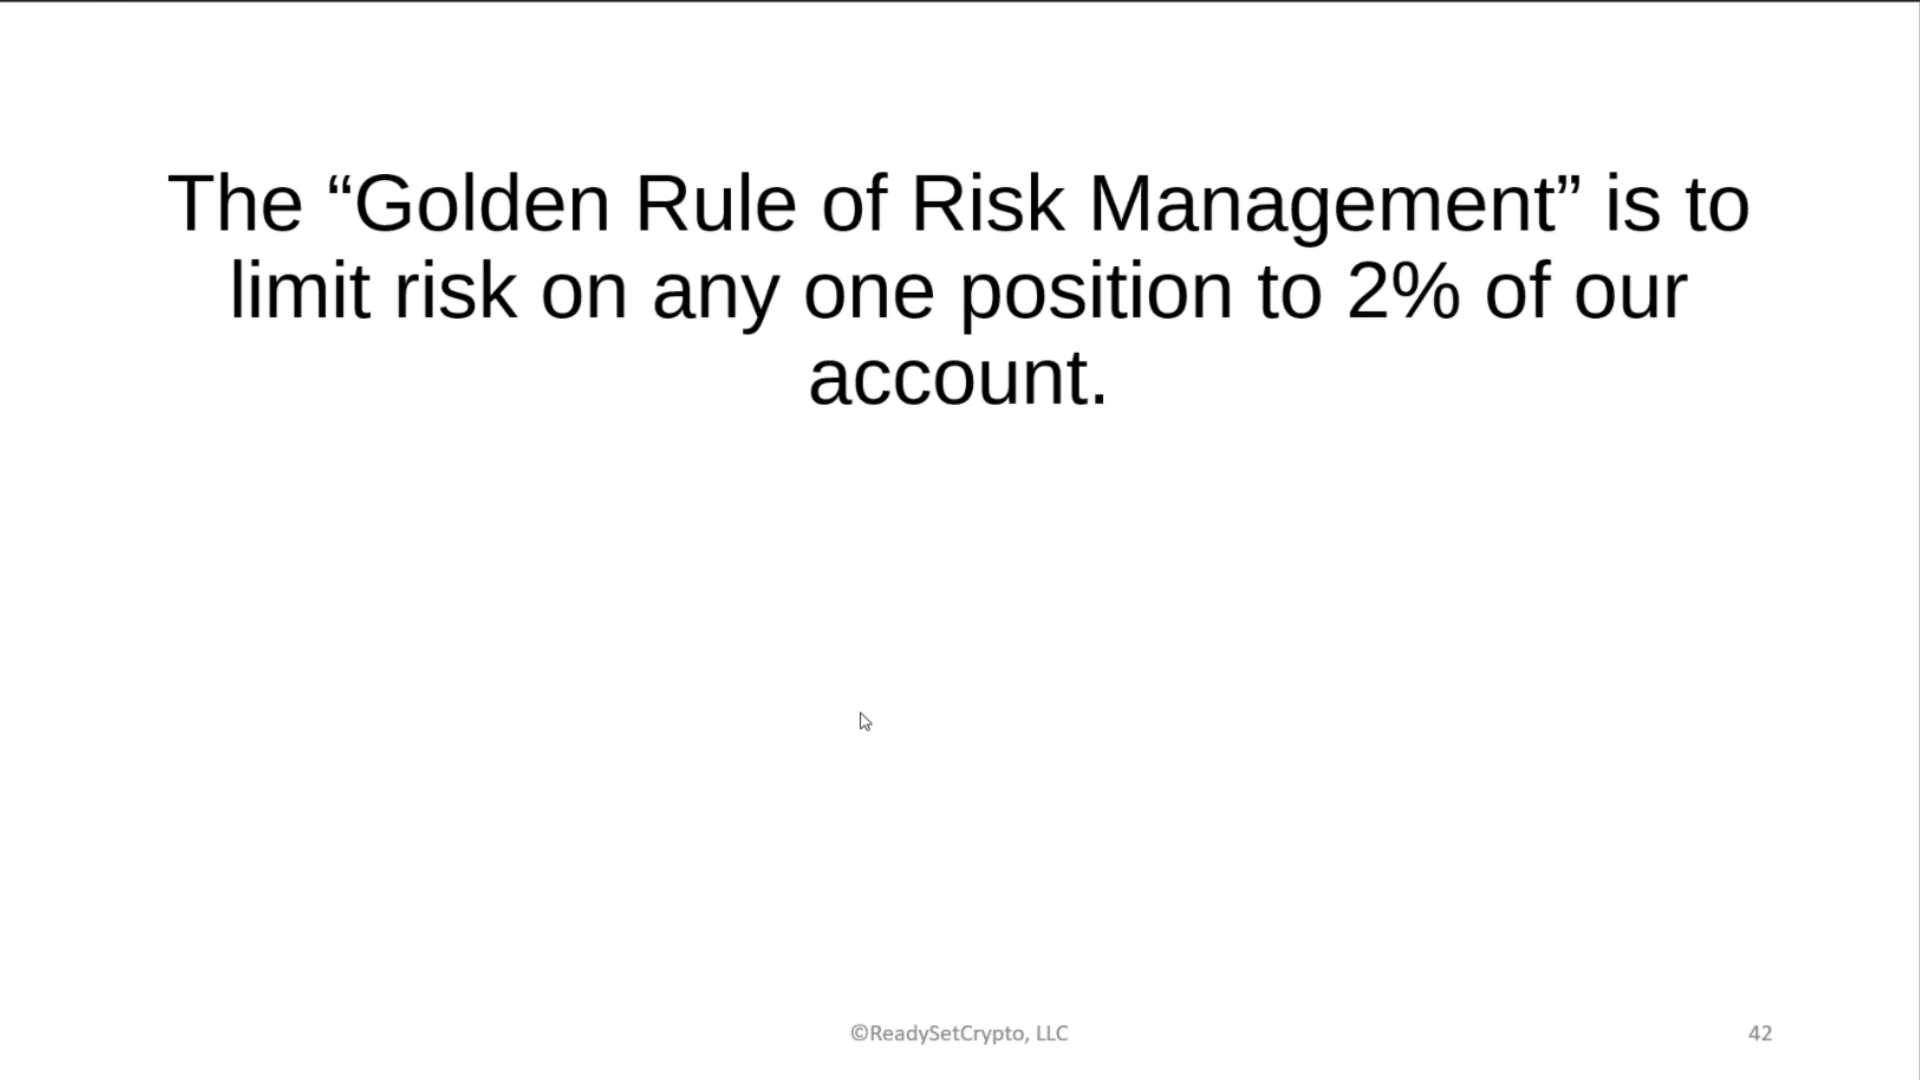 The “Golden Rule of Risk Management” is to
limit risk on any one position to 2% of our
account.
©ReadySetCrypto, LLC
42